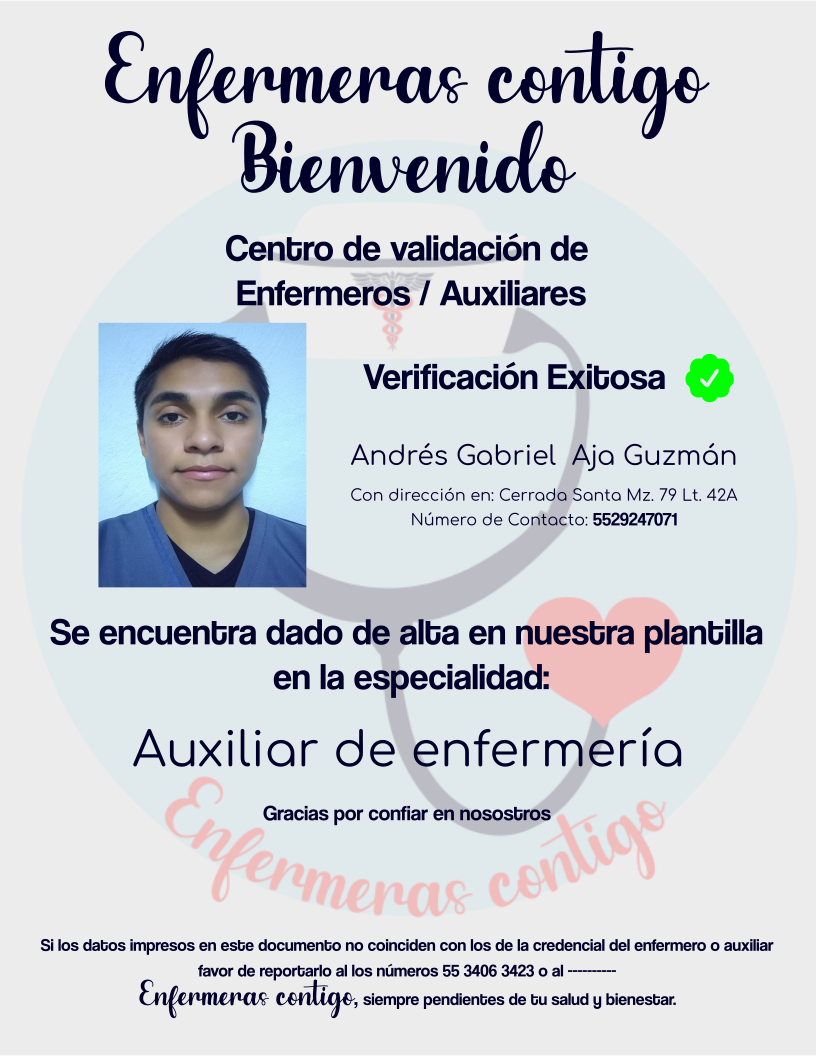 Enfermeras contigo
Bienvenido
Centro de validación de
Enfermeros / Auxiliares
Verificación Exitosa
Andrés Gabriel Aja Guzmán
Con dirección en: Cerrada Santa Mz. 79 Lt. 42A
Número de Contacto: 5529247071
Se encuentra dado de alta en nuestra plantilla
en la especialidad:
Auxiliar de enfermería
Gracias por confiar en nosostros
Enfermeras contigo
Si los datos impresos en este documento no coinciden con los de la credencial del enfermero o auxiliar
favor de reportarlo al los números 55 3406 3423 o al ----------
Enfermeras contigo, siempre pendientes de tu salud y bienestar.